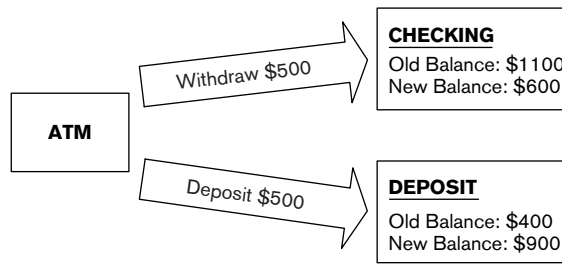 ATM
Withdraw $500
CHECKING
Old Balance: $1100
New Balance: $600
Deposit $500
DEPOSIT
Old Balance: $400
New Balance: $900